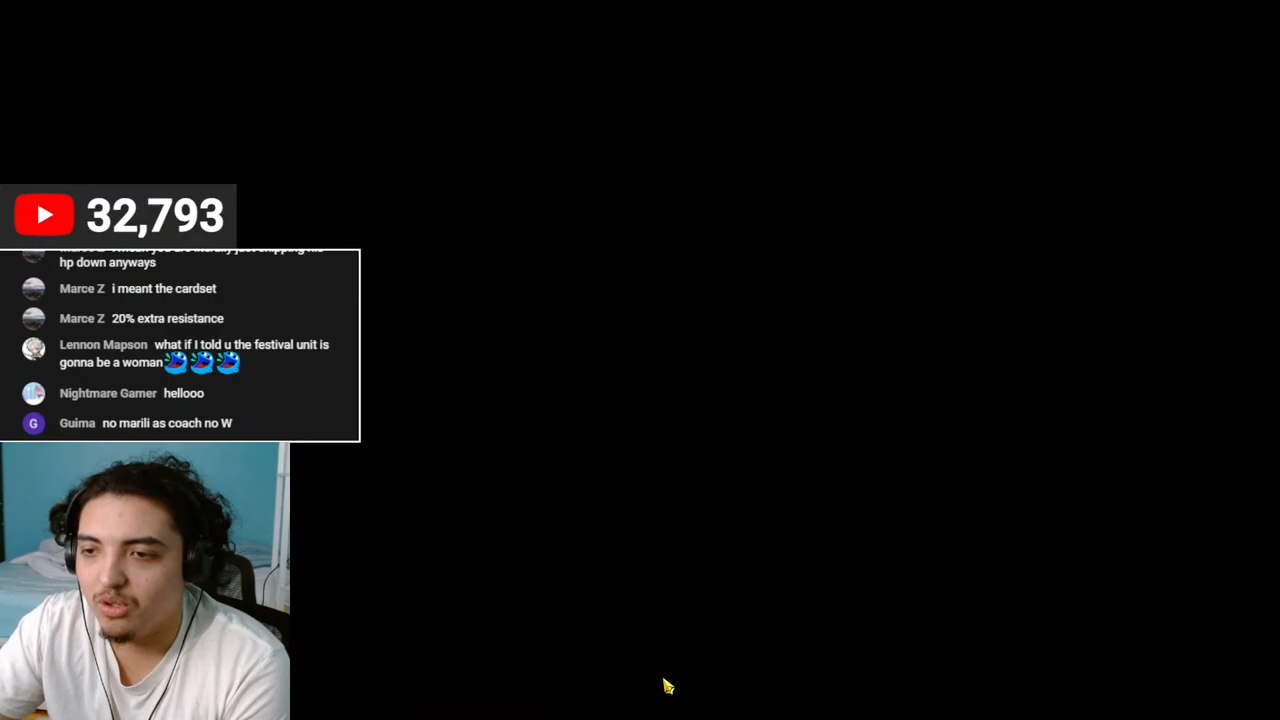 32,793
hp down anyways
Marce Z i meant the cardset
Marce Z 20% extra resistance
Lennon Mapson what if I told u the festival unit is
gonna be a woman
Nightmare Gamer hellooo
G Guima no marili as coach no W